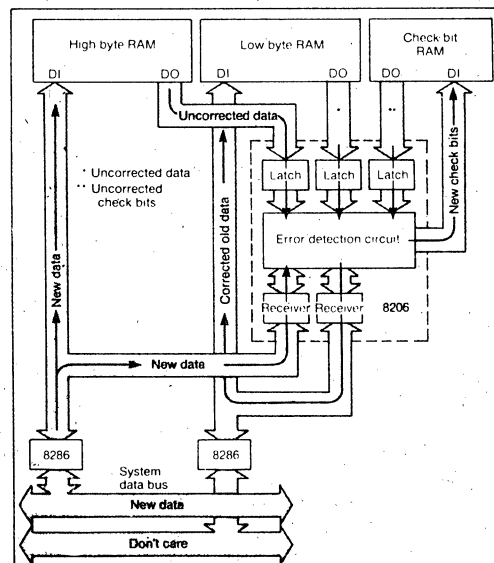 High byte RAM
DI
DO
Low byte RAM
DI
DO
Check bit
RAM
DO
DI
Uncorrected data
*
**
* Uncorrected data
** Uncorrected
check bits
Latch
Latch
Latch
New check bits
Error detection circuit
New data
Corrected old data
Receiver
Receiver
8206
New data
8286
8286
System
data bus
New data
Don't care